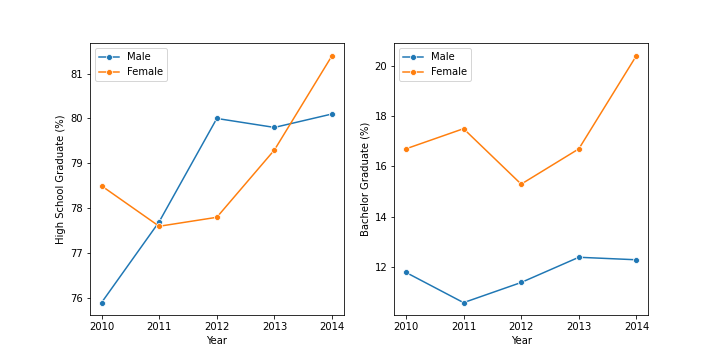 Male
Female
81
80
79
78
77
76
High School Graduate (%)
2010 2011 2012 2013 2014
Year
Male
Female
20
18
16
14
12
Bachelor Graduate (%)
2010 2011 2012 2013 2014
Year